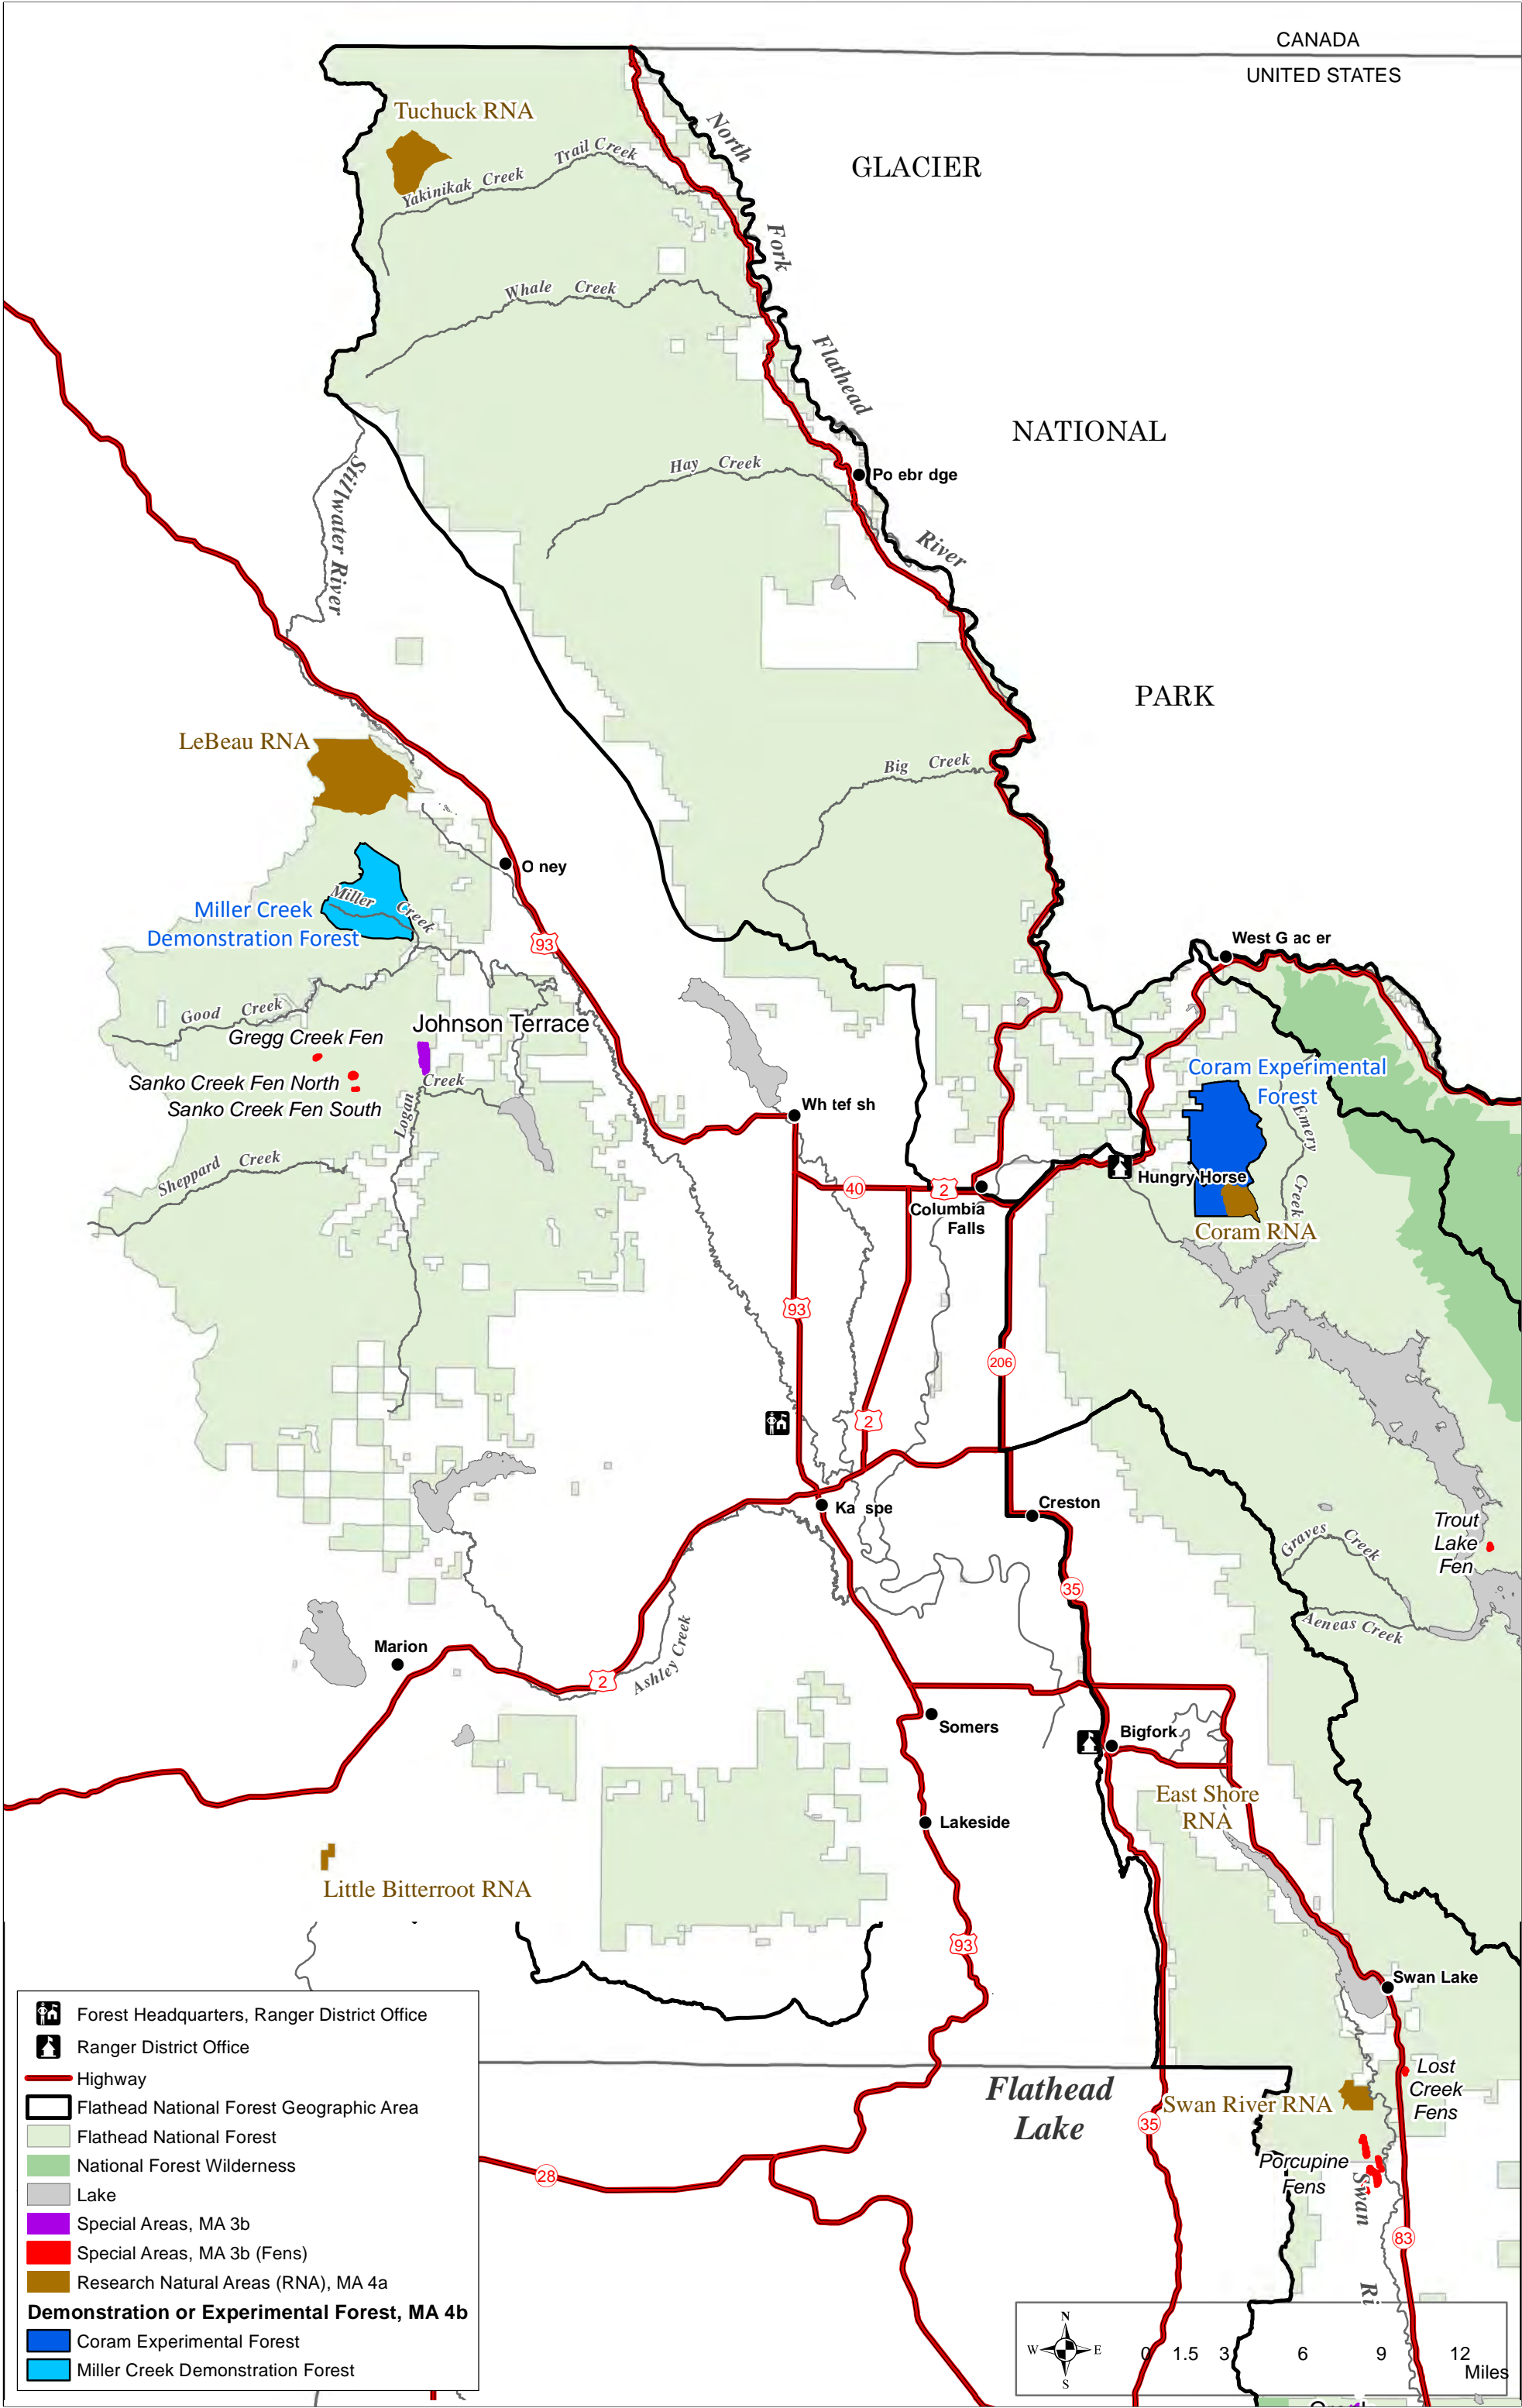 CANADA
UNITED STATES
Tuchuck RNA
North
GLACIER
Trail Creek
Yakinikak Creek
Fork
Whale Creek
Flathead
NATIONAL
Hay Creek
Po ebr dge
Stillwater River
River
PARK
LeBeau RNA
Big Creek
O ney
Miller Creek
Miller Creek
Demonstration Forest
93
West G ac er
Good Creek
Johnson Terrace
Gregg Creek Fen
Coram Experimental
Forest
Sanko Creek Fen North
Logan Creek
Sanko Creek Fen South
Wh tef sh
Emery Creek
Sheppard Creek
Hungry Horse
40
2
Columbia
Falls
Coram RNA
93
206
2
Ka spe
Creston
Trout
Lake
Fen
Graves Creek
35
Aeneas Creek
Marion
Ashley Creek
2
Somers
Bigfork
East Shore
RNA
Lakeside
Little Bitterroot RNA
93
Swan Lake
Flathead
Lake
Lost
Creek
Fens
Swan River RNA
35
Porcupine
Fens
28
Swan
83
Ri
Forest Headquarters, Ranger District Office
Ranger District Office
Highway
Flathead National Forest Geographic Area
Flathead National Forest
National Forest Wilderness
Lake
Special Areas, MA 3b
Special Areas, MA 3b (Fens)
Research Natural Areas (RNA), MA 4a
Demonstration or Experimental Forest, MA 4b
Coram Experimental Forest
Miller Creek Demonstration Forest
N
W E
S
0 1.5 3 6 9 12
Miles